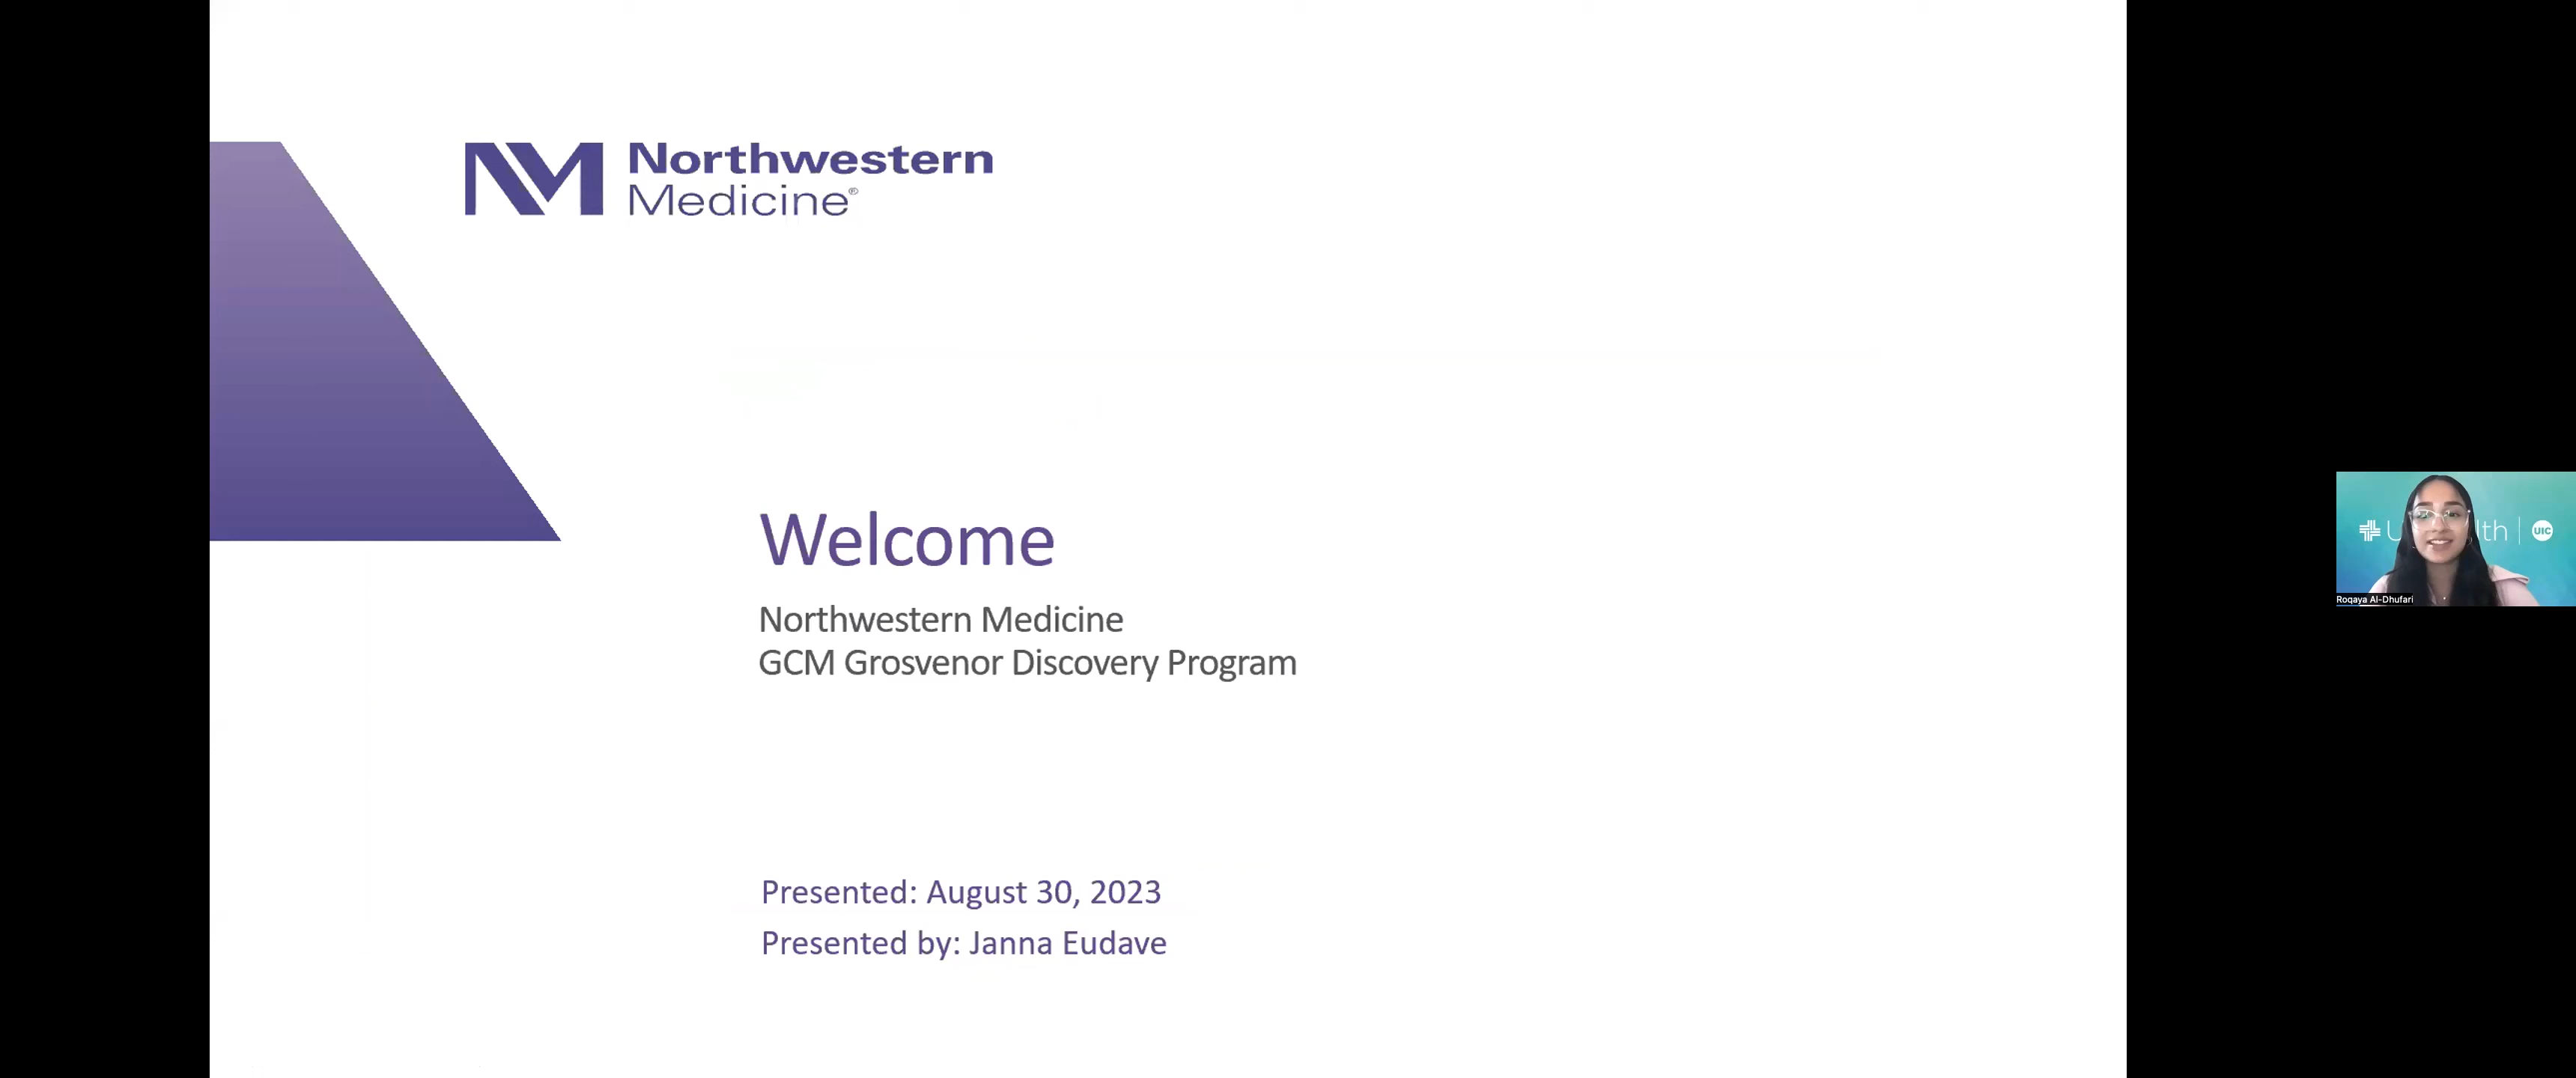 Northwestern
Medicine®
Welcome
Northwestern Medicine
GCM Grosvenor Discovery Program
Presented: August 30, 2023
Presented by: Janna Eudave
UIC
Roqaya Al-Dhufari